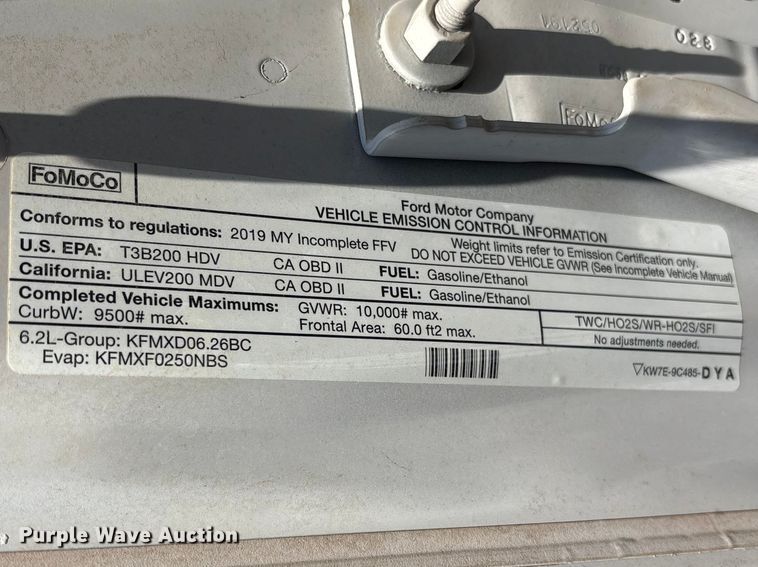 052191
FoMoCo
FoMoCo
Ford Motor Company
VEHICLE EMISSION CONTROL INFORMATION
Conforms to regulations: 2019 MY Incomplete FFV
Weight limits refer to Emission Certification only.
DO NOT EXCEED VEHICLE GVWR (See Incomplete Vehicle Manual)
U.S. EPA: T3B200 HDV CA OBD II FUEL: Gasoline/Ethanol
California: ULEV200 MDV CA OBD II FUEL: Gasoline/Ethanol
Completed Vehicle Maximums: GVWR: 10,000# max.
CurbW: 9500# max. Frontal Area: 60.0 ft2 max.
TWC/HO2S/WR-HO2S/SFI
No adjustments needed.
6.2L-Group: KFMXD06.26BC
Evap: KFMXF0250NBS
KW7E-9C485-DYA
Purple Wave Auction